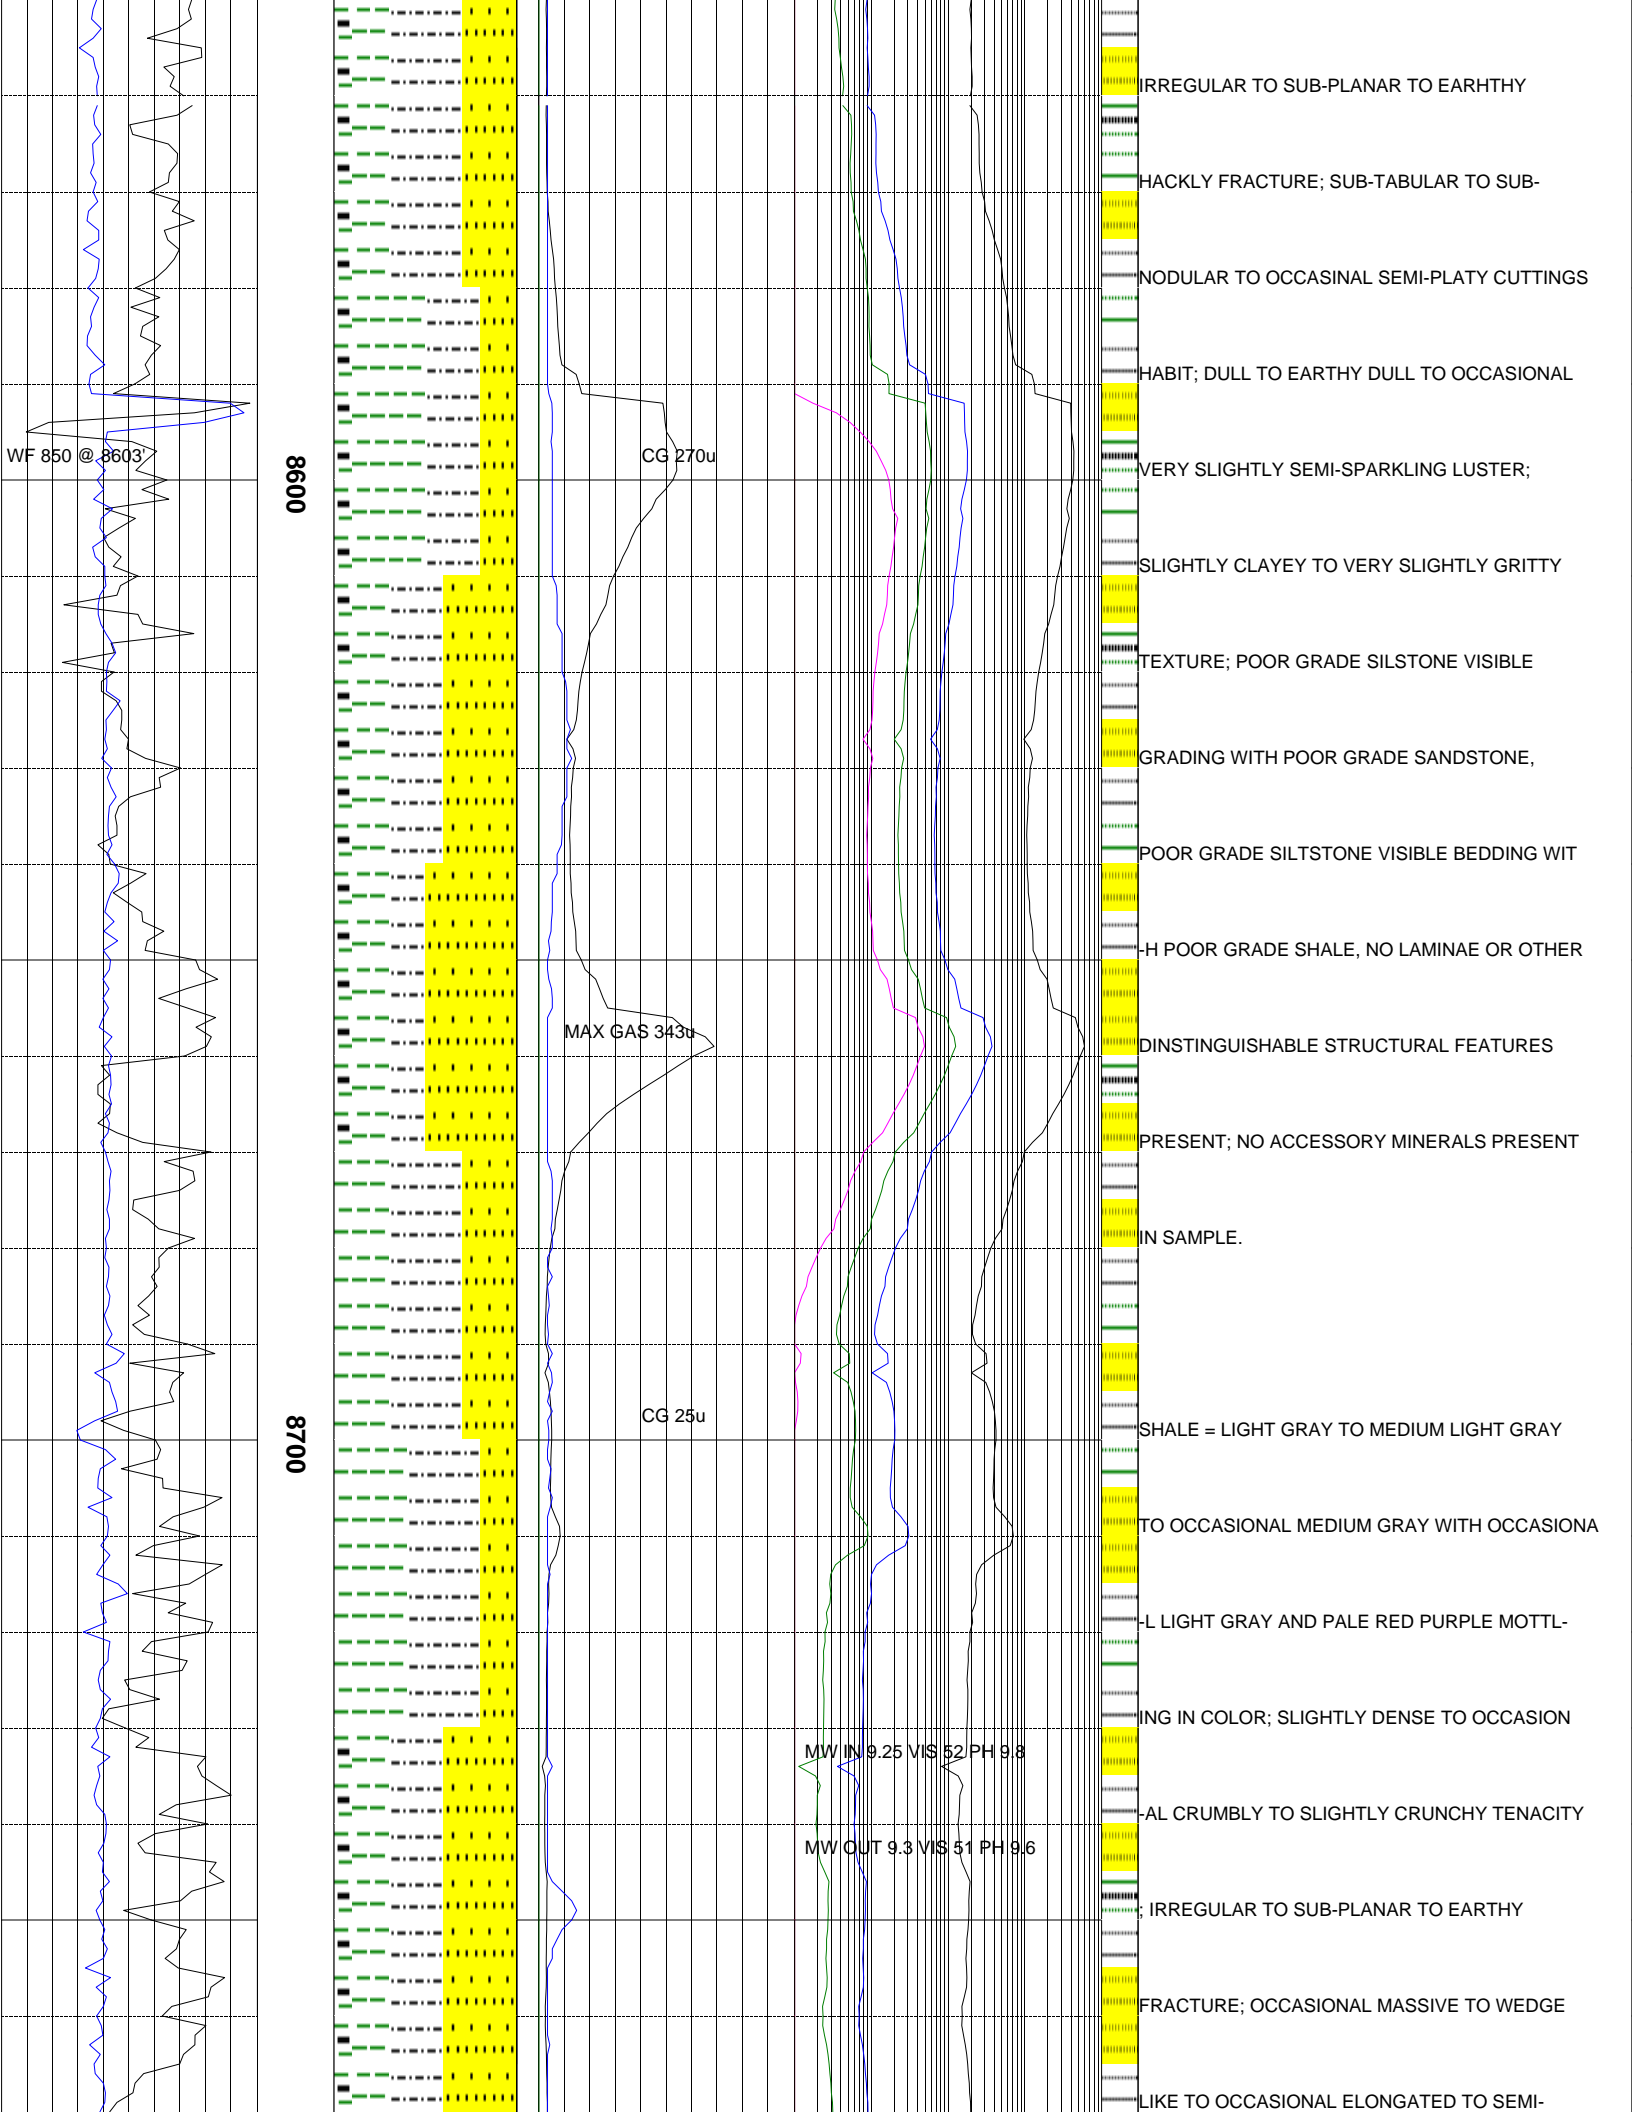 IRREGULAR TO SUB-PLANAR TO EARHTHY
HACKLY FRACTURE; SUB-TABULAR TO SUB-
NODULAR TO OCCASINAL SEMI-PLATY CUTTINGS
HABIT; DULL TO EARTHY DULL TO OCCASIONAL
WF 850 @ 8603'
8600
CG 270u
VERY SLIGHTLY SEMI-SPARKLING LUSTER;
SLIGHTLY CLAYEY TO VERY SLIGHTLY GRITTY
TEXTURE; POOR GRADE SILSTONE VISIBLE
GRADING WITH POOR GRADE SANDSTONE,
POOR GRADE SILTSTONE VISIBLE BEDDING WIT
-H POOR GRADE SHALE, NO LAMINAE OR OTHER
MAX GAS 343u
DINSTINGUISHABLE STRUCTURAL FEATURES
PRESENT; NO ACCESSORY MINERALS PRESENT
IN SAMPLE.
8700
CG 25u
SHALE = LIGHT GRAY TO MEDIUM LIGHT GRAY
TO OCCASIONAL MEDIUM GRAY WITH OCCASIONA
-L LIGHT GRAY AND PALE RED PURPLE MOTTL-
ING IN COLOR; SLIGHTLY DENSE TO OCCASION
MW IN 9.25 VIS 52 PH 9.8
-AL CRUMBLY TO SLIGHTLY CRUNCHY TENACITY
MW OUT 9.3 VIS 51 PH 9.6
; IRREGULAR TO SUB-PLANAR TO EARTHY
FRACTURE; OCCASIONAL MASSIVE TO WEDGE
LIKE TO OCCASIONAL ELONGATED TO SEMI-